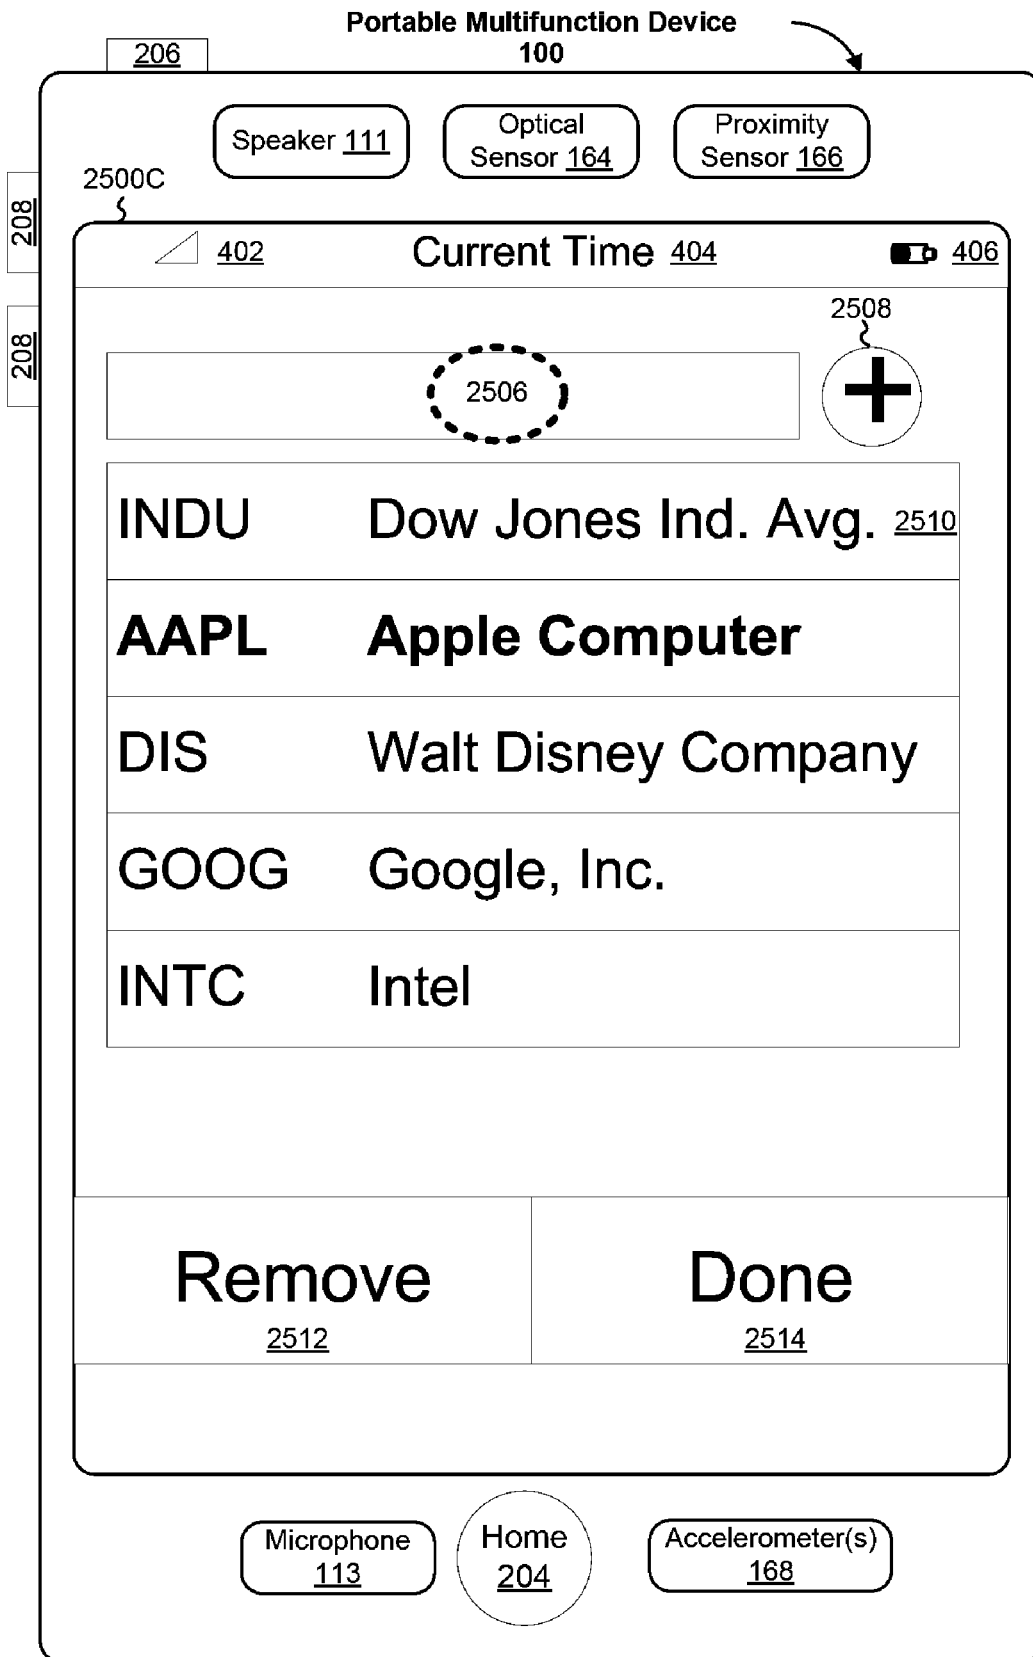 Portable Multifunction Device
100
206
Speaker 111
Optical
Sensor 164
Proximity
Sensor 166
2500C
208
208
402
Current Time 404
406
2508
2506
INDU Dow Jones Ind. Avg. 2510
AAPL Apple Computer
DIS Walt Disney Company
GOOG Google, Inc.
INTC Intel
Remove
2512
Done
2514
Microphone
113
Home
204
Accelerometer(s)
168